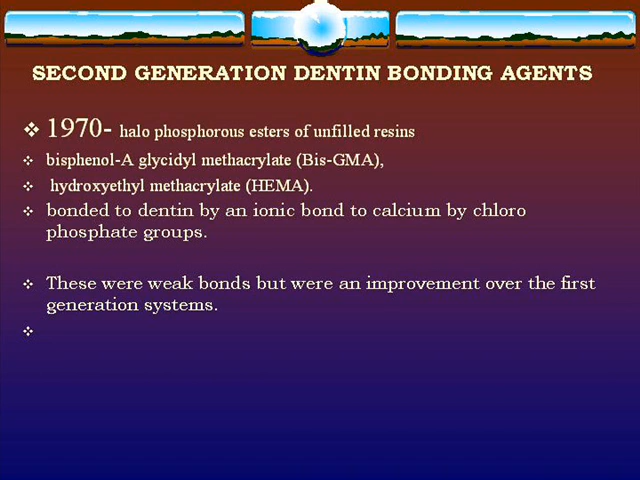 SECOND GENERATION DENTIN BONDING AGENTS
1970- halo phosphorous esters of unfilled resins
bisphenol-A glycidyl methacrylate (Bis-GMA),
hydroxyethyl methacrylate (HEMA).
bonded to dentin by an ionic bond to calcium by chloro
phosphate groups.
These were weak bonds but were an improvement over the first
generation systems.